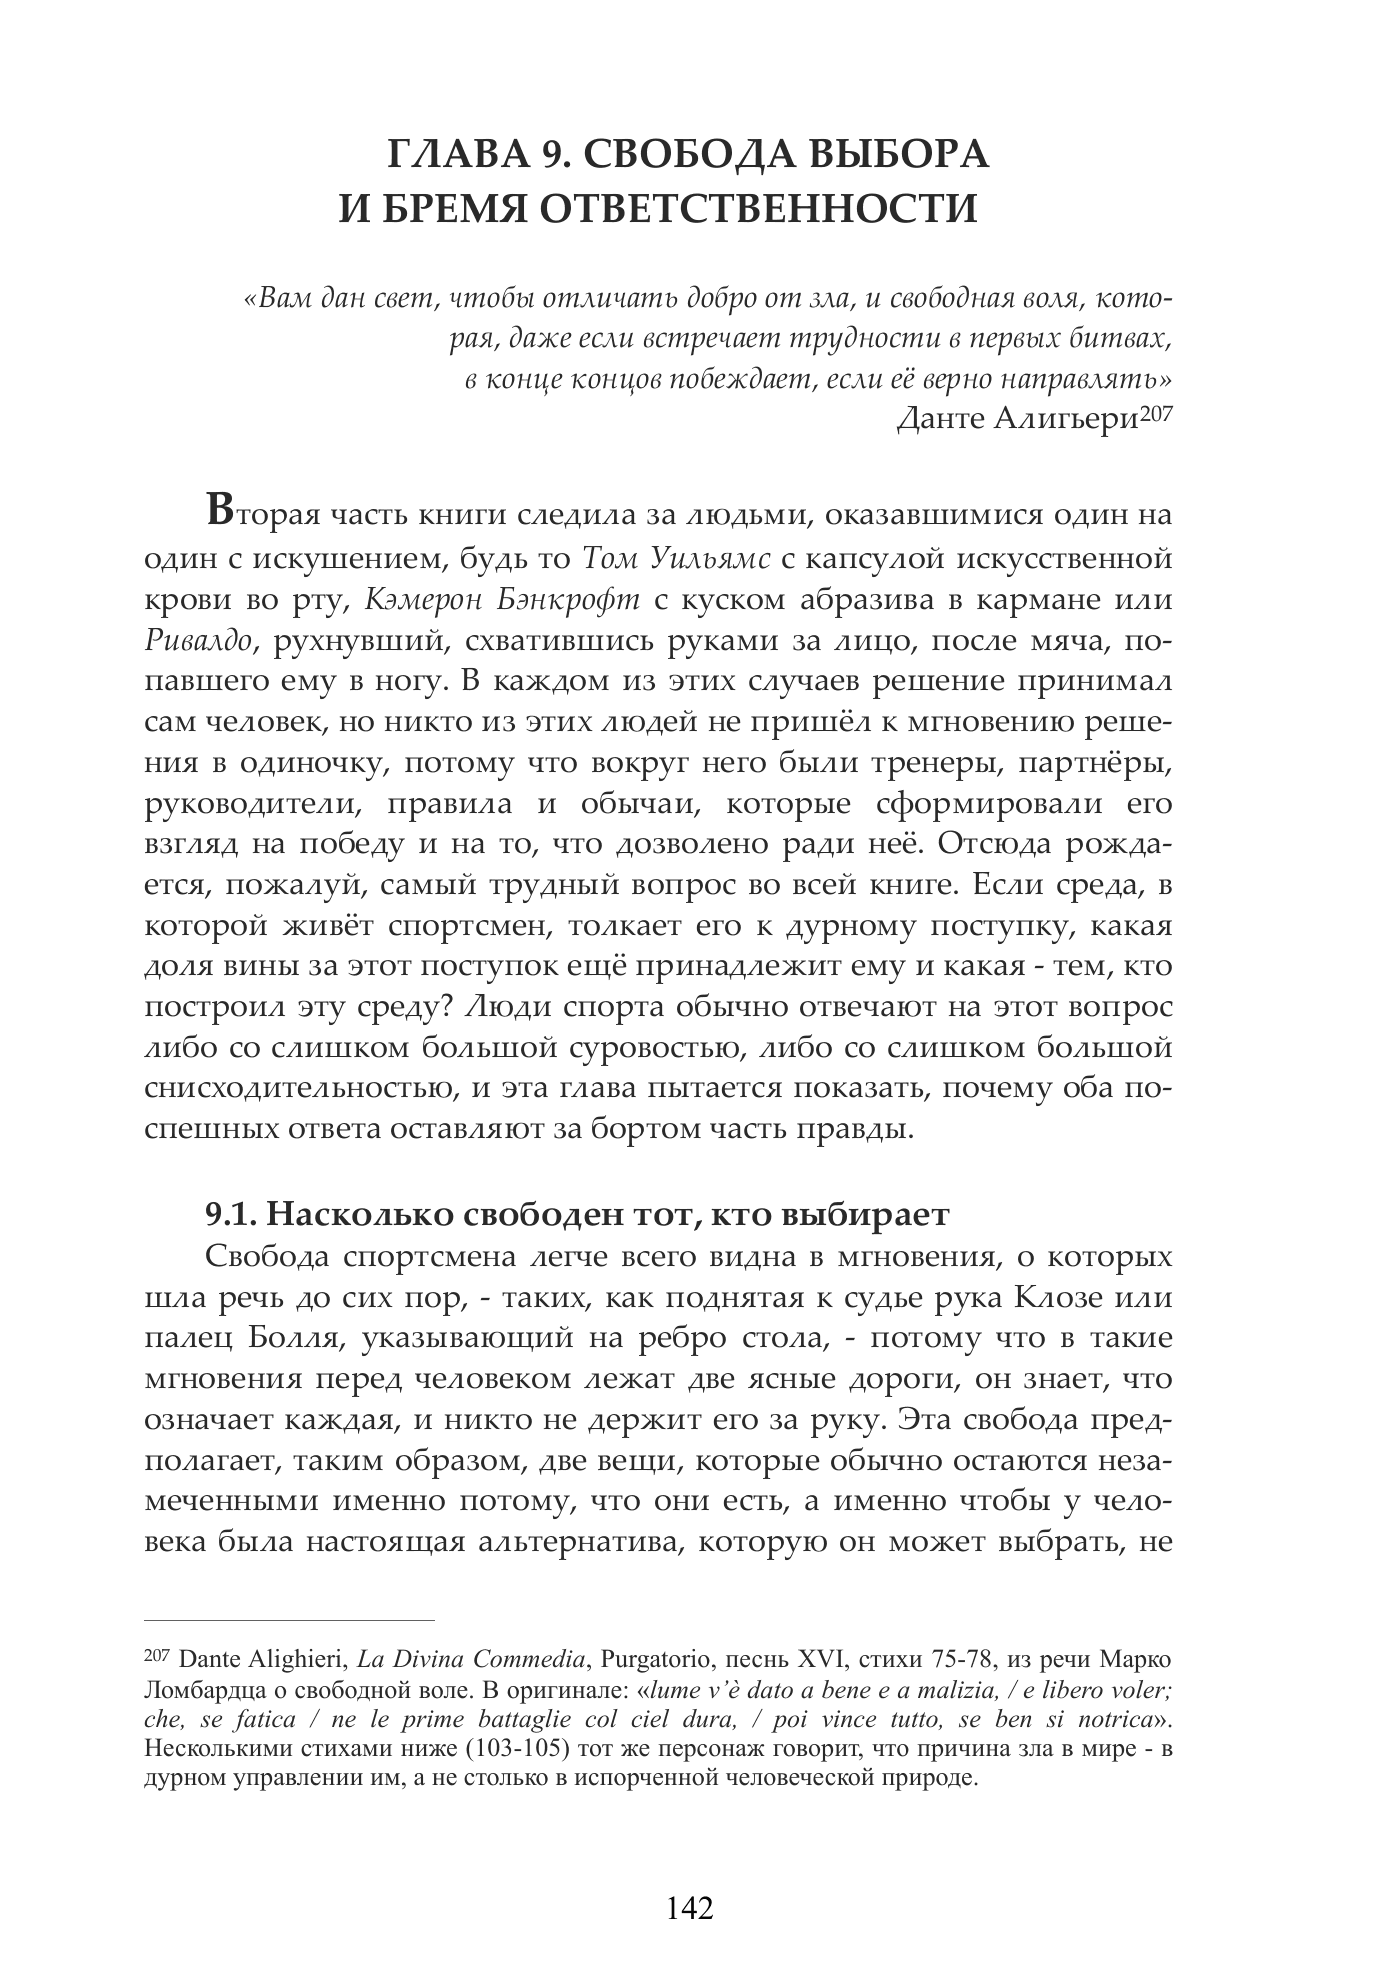 ГЛАВА 9. СВОБОДА ВЫБОРА
И БРЕМЯ ОТВЕТСТВЕННОСТИ
«Вам дан свет, чтобы отличать добро от зла, и свободная воля, кото-
рая, даже если встречает трудности в первых битвах,
в конце концов побеждает, если её верно направлять»
Данте Алигьери207
Вторая часть книги следила за людьми, оказавшимися один на
один с искушением, будь то Том Уильямс с капсулой искусственной
крови во рту, Кэмерон Бэнкрофт с куском абразива в кармане или
Ривалдо, рухнувший, схватившись руками за лицо, после мяча, по-
павшего ему в ногу. В каждом из этих случаев решение принимал
сам человек, но никто из этих людей не пришёл к мгновению реше-
ния в одиночку, потому что вокруг него были тренеры, партнёры,
руководители, правила и обычаи, которые сформировали его
взгляд на победу и на то, что дозволено ради неё. Отсюда рожда-
ется, пожалуй, самый трудный вопрос во всей книге. Если среда, в
которой живёт спортсмен, толкает его к дурному поступку, какая
доля вины за этот поступок ещё принадлежит ему и какая - тем, кто
построил эту среду? Люди спорта обычно отвечают на этот вопрос
либо со слишком большой суровостью, либо со слишком большой
снисходительностью, и эта глава пытается показать, почему оба по-
спешных ответа оставляют за бортом часть правды.
9.1. Насколько свободен тот, кто выбирает
Свобода спортсмена легче всего видна в мгновения, о которых
шла речь до сих пор, - таких, как поднятая к судье рука Клозе или
палец Болля, указывающий на ребро стола, - потому что в такие
мгновения перед человеком лежат две ясные дороги, он знает, что
означает каждая, и никто не держит его за руку. Эта свобода пред-
полагает, таким образом, две вещи, которые обычно остаются неза-
меченными именно потому, что они есть, а именно чтобы у чело-
века была настоящая альтернатива, которую он может выбрать, не
207 Dante Alighieri, La Divina Commedia, Purgatorio, песнь XVI, стихи 75-78, из речи Марко
Ломбардца о свободной воле. В оригинале: «lume v’è dato a bene e a malizia, / e libero voler;
che, se fatica / ne le prime battaglie col ciel dura, / poi vince tutto, se ben si notrica».
Несколькими стихами ниже (103-105) тот же персонаж говорит, что причина зла в мире - в
дурном управлении им, а не столько в испорченной человеческой природе.
142